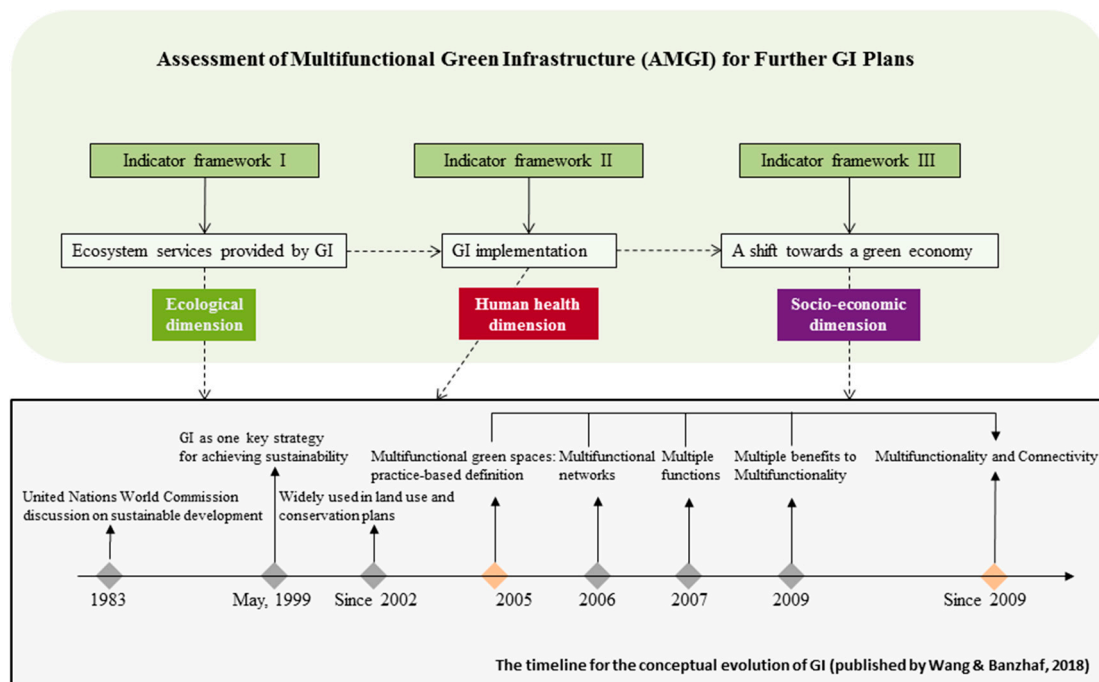 Assessment of Multifunctional Green Infrastructure (AMGI) for Further GI Plans
Indicator framework I
Indicator framework II
Indicator framework III
Ecosystem services provided by GI
GI implementation
A shift towards a green economy
Ecological
dimension
Human health
dimension
Socio-economic
dimension
GI as one key strategy
for achieving sustainability
Multifunctional green spaces:
practice-based definition
Multifunctional
networks
Multiple
functions
Multiple benefits to
Multifunctionality
Multifunctionality and Connectivity
United Nations World Commission
discussion on sustainable development
Widely used in land use and
conservation plans
1983
May, 1999
Since 2002
2005
2006
2007
2009
Since 2009
The timeline for the conceptual evolution of GI (published by Wang & Banzhaf, 2018)